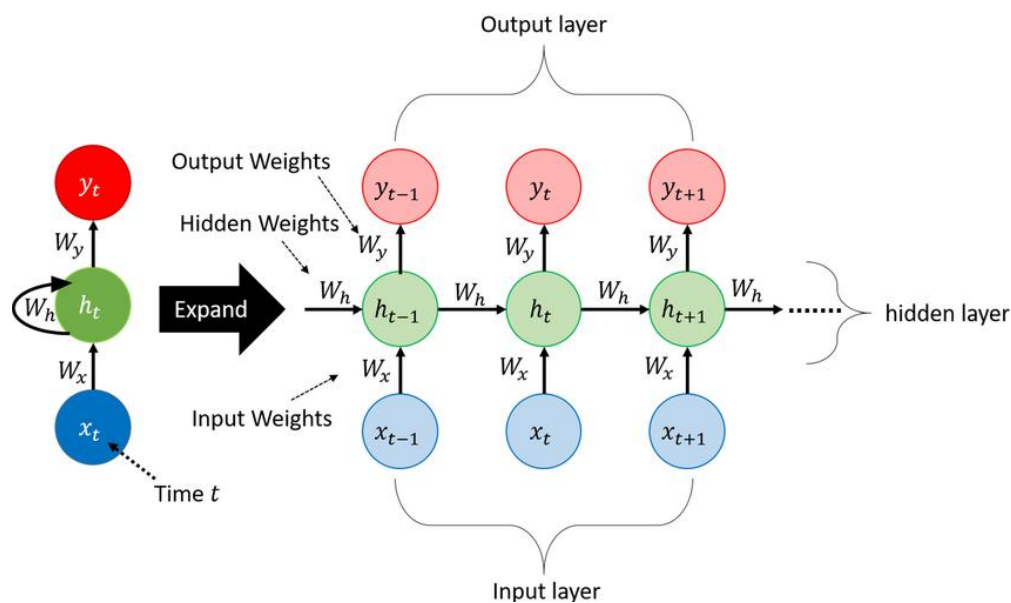 Output layer
Output Weights
Hidden Weights
Input Weights
y_t
W_y
W_h
h_t
W_x
x_t
Time t
Expand
y_{t-1} y_t y_{t+1}
W_y W_y W_y
W_h W_h W_h W_h
h_{t-1} h_t h_{t+1} ......
hidden layer
W_x W_x W_x
x_{t-1} x_t x_{t+1}
Input layer